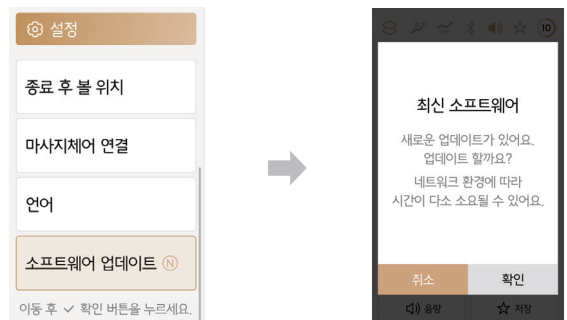 설정
종료 후 볼 위치
마사지체어 연결
언어
소프트웨어 업데이트 N
이동 후 ✓ 확인 버튼을 누르세요.
10
최신 소프트웨어
새로운 업데이트가 있어요.
업데이트 할까요?
네트워크 환경에 따라
시간이 다소 소요될 수 있어요.
취소 확인
음량 저장